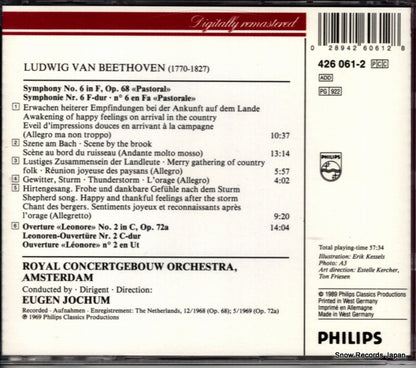 Digitally remastered
LUDWIG VAN BEETHOVEN (1770-1827)
Symphony No. 6 in F, Op. 68 «Pastoral»
Symphonie Nr. 6 F-dur · n° 6 en Fa «Pastorale»
1 Erwachen heiterer Empfindungen bei der Ankunft auf dem Lande
Awakening of happy feelings on arrival in the country
Eveil d'impressions douces en arrivant à la campagne
(Allegro ma non troppo) 10:37
2 Szene am Bach · Scene by the brook
Scène au bord du ruisseau (Andante molto mosso) 13:14
3 Lustiges Zusammensein der Landleute · Merry gathering of country
folk · Réunion joyeuse des paysans (Allegro) 5:57
4 Gewitter, Sturm · Thunderstorm · L'orage (Allegro) 4:02
5 Hirtengesang. Frohe und dankbare Gefühle nach dem Sturm
Shepherd song. Happy and thankful feelings after the storm
Chant des bergers. Sentiments joyeux et reconnaissants après
l'orage (Allegretto) 9:20
6 Overture «Leonore» No. 2 in C, Op. 72a 14:04
Leonoren-Ouvertüre Nr. 2 C-dur
Ouverture «Léonore» n° 2 en Ut
ROYAL CONCERTGEBOUW ORCHESTRA,
AMSTERDAM
Conducted by · Dirigent · Direction:
EUGEN JOCHUM
Recorded · Aufnahmen · Enregistrement: The Netherlands, 12/1968 (Op. 68); 5/1969 (Op. 72a)
℗ 1969 Philips Classics Productions
0 28942 60612 8
426 061-2 PCC
ADD
PG 922
PHILIPS
Total playing-time 57:34
Illustration: Erik Kessels
Photo: A3
Art direction: Estelle Kercher,
Ton Friesen
© 1989 Philips Classics Productions
Printed in West Germany
Imprimé en Allemagne
Made in West Germany
PHILIPS
Snow Records Japan